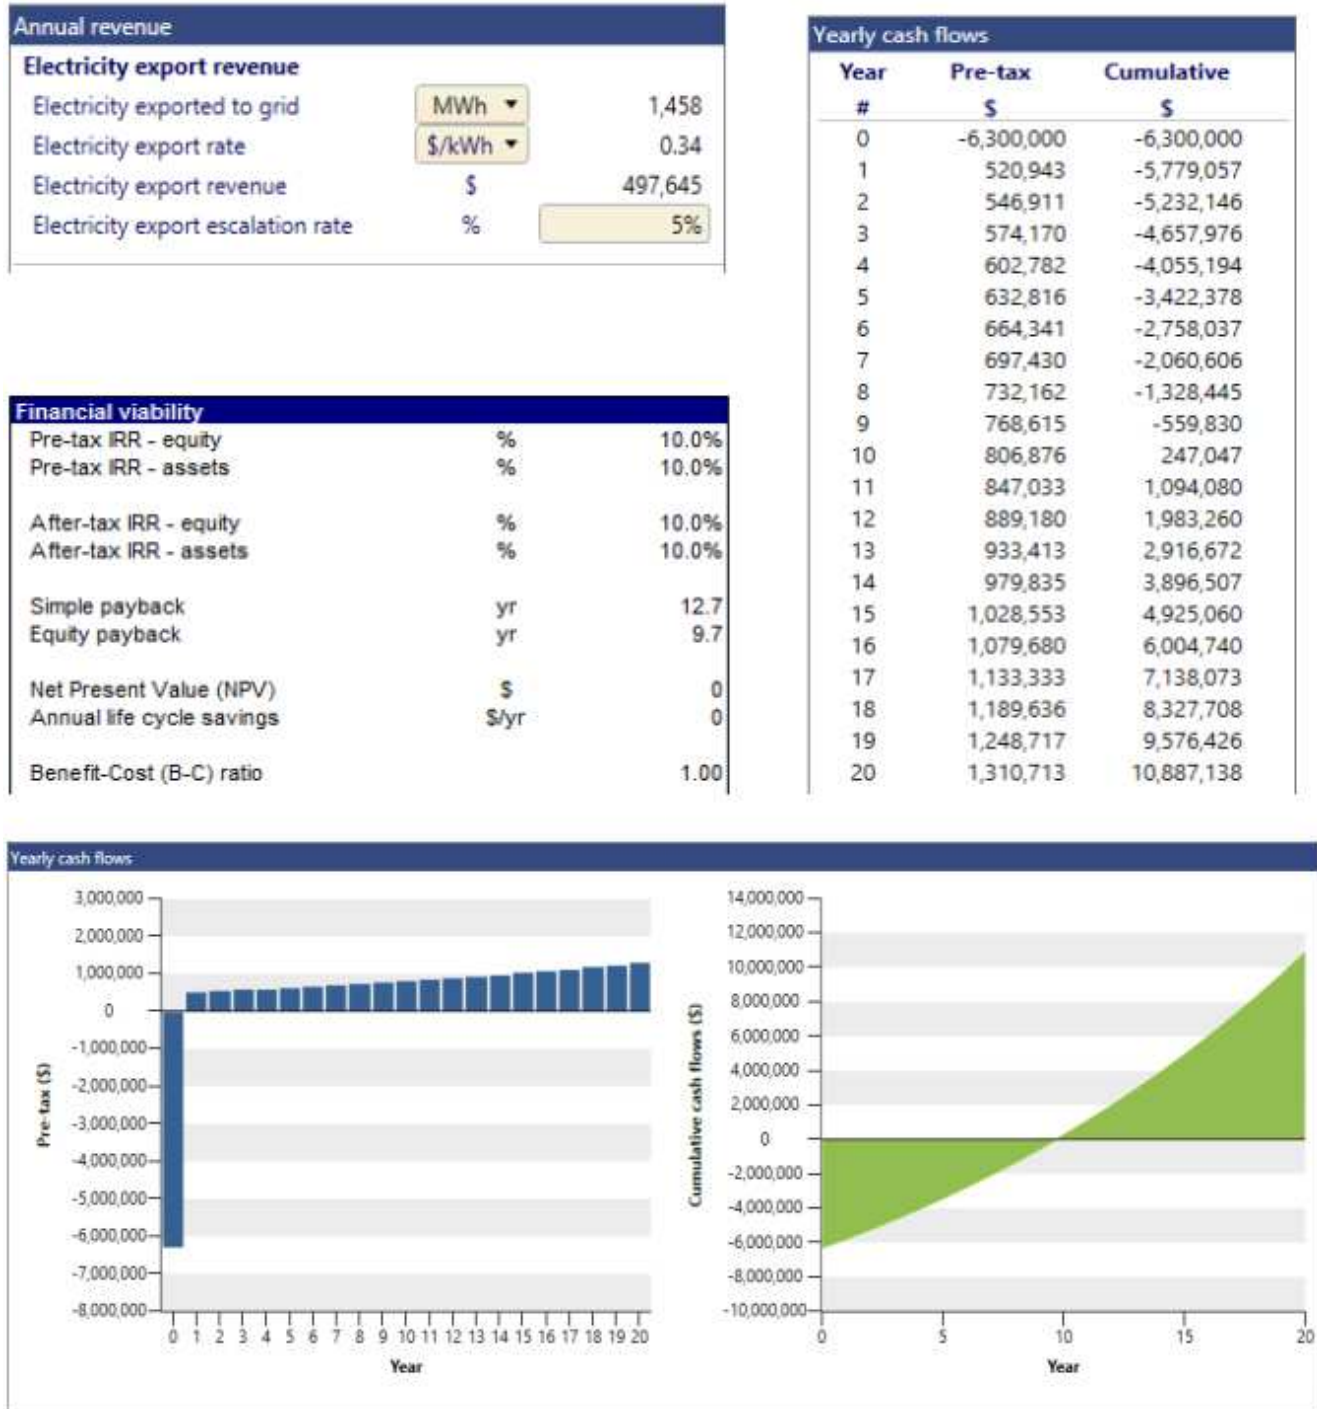 Annual revenue
Electricity export revenue
Electricity exported to grid MWh 1,458
Electricity export rate $/kWh 0.34
Electricity export revenue $ 497,645
Electricity export escalation rate % 5%
Financial viability
Pre-tax IRR - equity % 10.0%
Pre-tax IRR - assets % 10.0%
After-tax IRR - equity % 10.0%
After-tax IRR - assets % 10.0%
Simple payback yr 12.7
Equity payback yr 9.7
Net Present Value (NPV) $ 0
Annual life cycle savings $/yr 0
Benefit-Cost (B-C) ratio 1.00
Yearly cash flows
Year Pre-tax Cumulative
# $ $
0 -6,300,000 -6,300,000
1 520,943 -5,779,057
2 546,911 -5,232,146
3 574,170 -4,657,976
4 602,782 -4,055,194
5 632,816 -3,422,378
6 664,341 -2,758,037
7 697,430 -2,060,606
8 732,162 -1,328,445
9 768,615 -559,830
10 806,876 247,047
11 847,033 1,094,080
12 889,180 1,983,260
13 933,413 2,916,672
14 979,835 3,896,507
15 1,028,553 4,925,060
16 1,079,680 6,004,740
17 1,133,333 7,138,073
18 1,189,636 8,327,708
19 1,248,717 9,576,426
20 1,310,713 10,887,138
Yearly cash flows
3,000,000
2,000,000
1,000,000
0
-1,000,000
-2,000,000
-3,000,000
-4,000,000
-5,000,000
-6,000,000
-7,000,000
-8,000,000
Pre-tax ($)
0 1 2 3 4 5 6 7 8 9 10 11 12 13 14 15 16 17 18 19 20
Year
14,000,000
12,000,000
10,000,000
8,000,000
6,000,000
4,000,000
2,000,000
0
-2,000,000
-4,000,000
-6,000,000
-8,000,000
-10,000,000
Cumulative cash flows ($)
0 5 10 15 20
Year